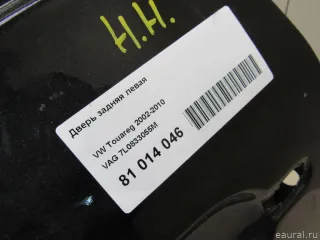 Н.Н.
Дверь задняя левая
VW Touareg 2002-2010
VAG 7L0833055M
81 014 046
© eaural.ru